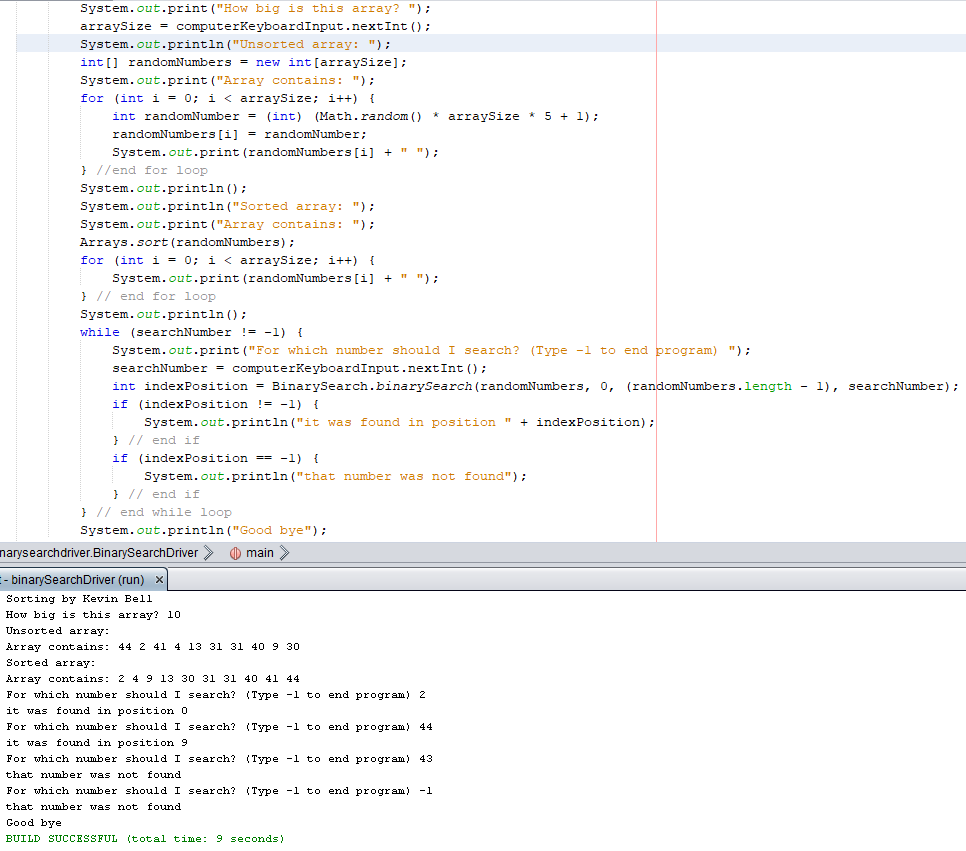 System.out.print("How big is this array? ");
arraySize = computerKeyboardInput.nextInt();
System.out.println("Unsorted array: ");
int[] randomNumbers = new int[arraySize];
System.out.print("Array contains: ");
for (int i = 0; i < arraySize; i++) {
int randomNumber = (int) (Math.random() * arraySize * 5 + 1);
randomNumbers[i] = randomNumber;
System.out.print(randomNumbers[i] + " ");
} //end for loop
System.out.println();
System.out.println("Sorted array: ");
System.out.print("Array contains: ");
Arrays.sort(randomNumbers);
for (int i = 0; i < arraySize; i++) {
System.out.print(randomNumbers[i] + " ");
} // end for loop
System.out.println();
while (searchNumber != -1) {
System.out.print("For which number should I search? (Type -1 to end program) ");
searchNumber = computerKeyboardInput.nextInt();
int indexPosition = BinarySearch.binarySearch(randomNumbers, 0, (randomNumbers.length - 1), searchNumber);
if (indexPosition != -1) {
System.out.println("it was found in position " + indexPosition);
} // end if
if (indexPosition == -1) {
System.out.println("that number was not found");
} // end if
} // end while loop
System.out.println("Good bye");
narysearchdriver.BinarySearchDriver main
- binarySearchDriver (run) ×
Sorting by Kevin Bell
How big is this array? 10
Unsorted array:
Array contains: 44 2 41 4 13 31 31 40 9 30
Sorted array:
Array contains: 2 4 9 13 30 31 31 40 41 44
For which number should I search? (Type -1 to end program) 2
it was found in position 0
For which number should I search? (Type -1 to end program) 44
it was found in position 9
For which number should I search? (Type -1 to end program) 43
that number was not found
For which number should I search? (Type -1 to end program) -1
that number was not found
Good bye
BUILD SUCCESSFUL (total time: 9 seconds)